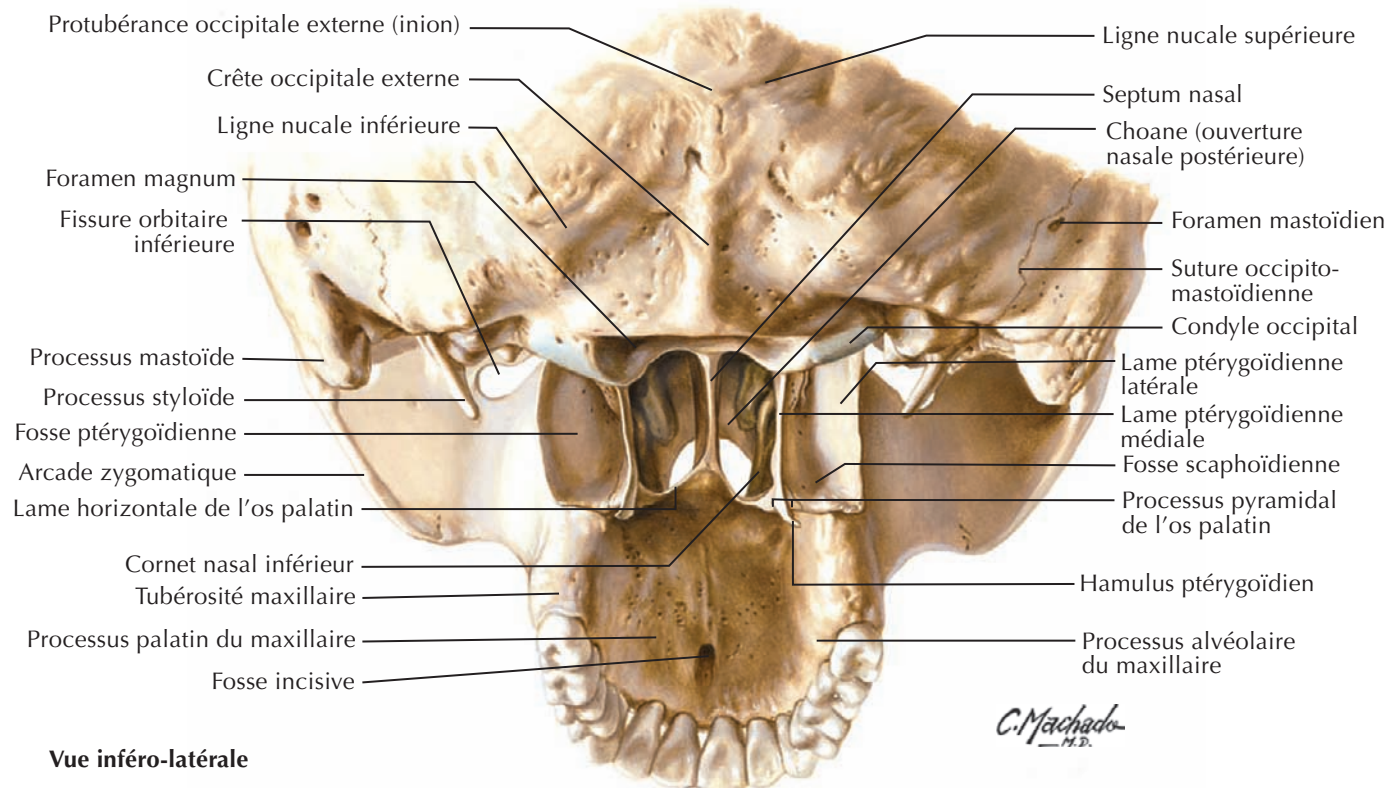 Protubérance occipitale externe (inion)
Crête occipitale externe
Ligne nucale inférieure
Foramen magnum
Fissure orbitaire
inférieure
Processus mastoïde
Processus styloïde
Fosse ptérygoïdienne
Arcade zygomatique
Lame horizontale de l’os palatin
Cornet nasal inférieur
Tubérosité maxillaire
Processus palatin du maxillaire
Fosse incisive
Ligne nucale supérieure
Septum nasal
Choane (ouverture
nasale postérieure)
Foramen mastoïdien
Suture occipito-
mastoïdienne
Condyle occipital
Lame ptérygoïdienne
latérale
Lame ptérygoïdienne
médiale
Fosse scaphoïdienne
Processus pyramidal
de l’os palatin
Hamulus ptérygoïdien
Processus alvéolaire
du maxillaire
C.Machado
M.D.
Vue inféro-latérale